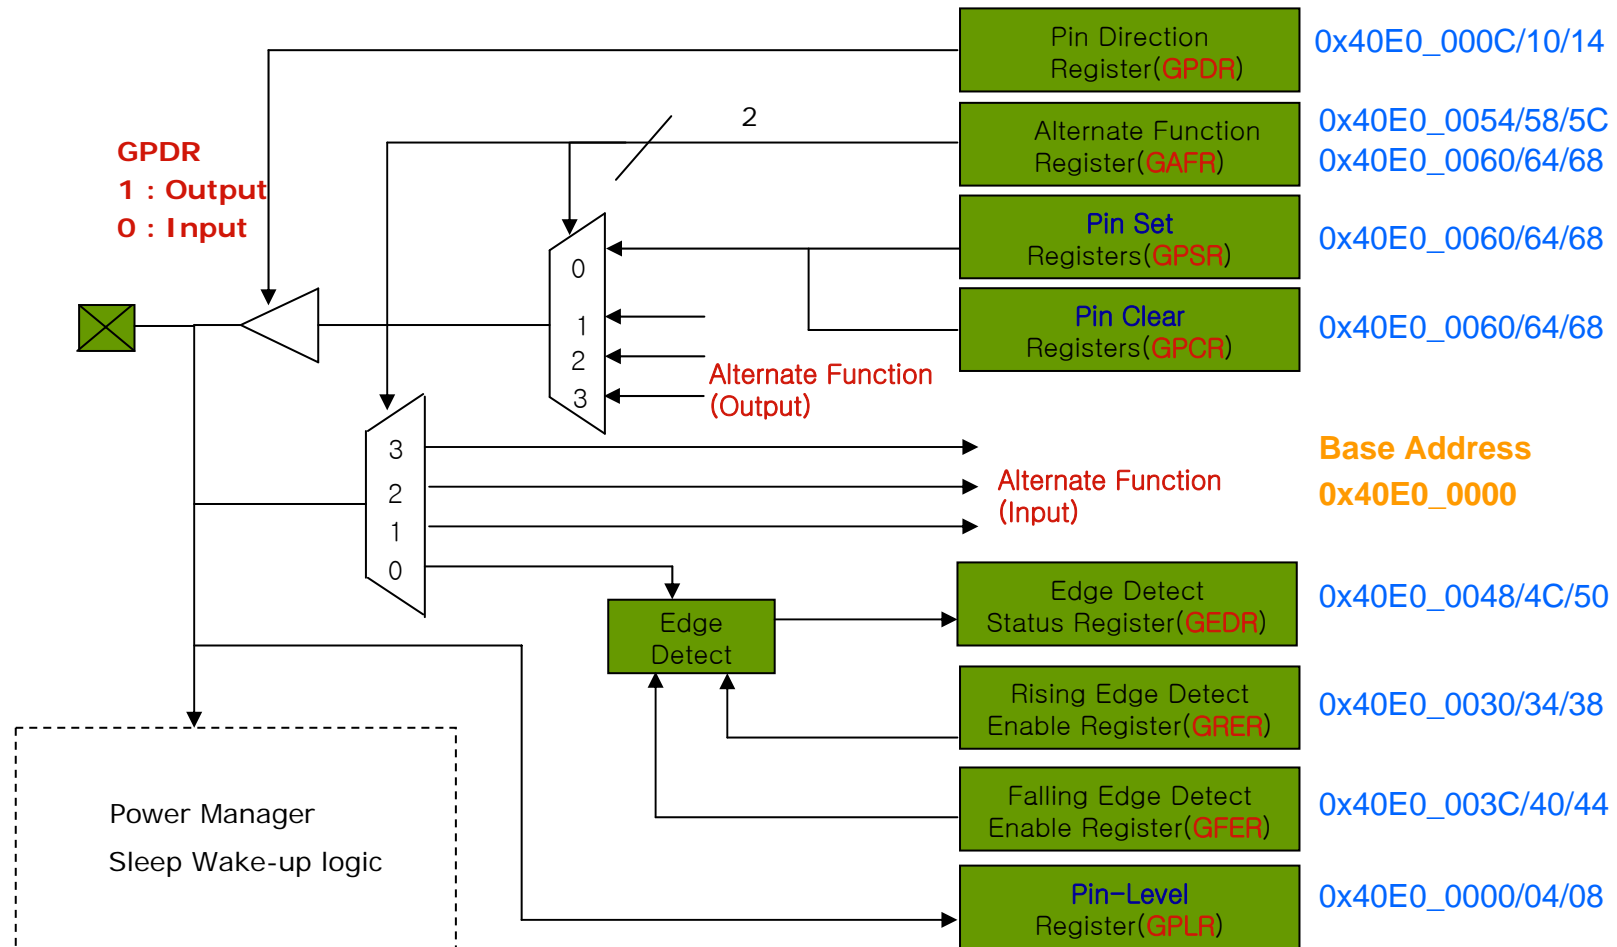 Pin Direction
Register(GPDR)
0x40E0_000C/10/14
2
Alternate Function
Register(GAFR)
0x40E0_0054/58/5C
0x40E0_0060/64/68
GPDR
1 : Output
0 : Input
Pin Set
Registers(GPSR)
0x40E0_0060/64/68
0
1
2
3
Pin Clear
Registers(GPCR)
0x40E0_0060/64/68
Alternate Function
(Output)
3
2
1
0
Alternate Function
(Input)
Base Address
0x40E0_0000
Edge
Detect
Edge Detect
Status Register(GEDR)
0x40E0_0048/4C/50
Rising Edge Detect
Enable Register(GRER)
0x40E0_0030/34/38
Falling Edge Detect
Enable Register(GFER)
0x40E0_003C/40/44
Power Manager
Sleep Wake-up logic
Pin-Level
Register(GPLR)
0x40E0_0000/04/08